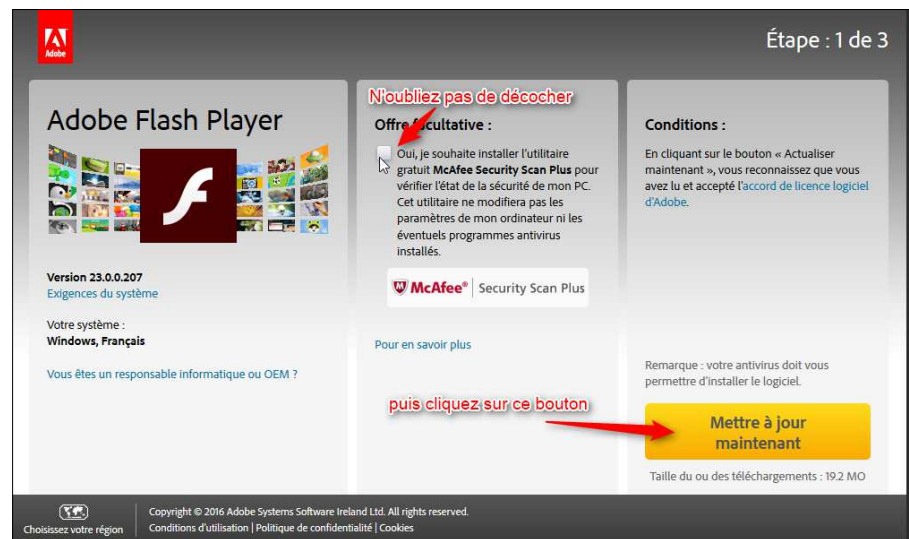 Adobe
Étape : 1 de 3
Adobe Flash Player
Version 23.0.0.207
Exigences du système
Votre système :
Windows, Français
Vous êtes un responsable informatique ou OEM ?
N'oubliez pas de décocher
Offre facultative :
Oui, je souhaite installer l'utilitaire
gratuit McAfee Security Scan Plus pour
vérifier l'état de la sécurité de mon PC.
Cet utilitaire ne modifiera pas les
paramètres de mon ordinateur ni les
éventuels programmes antivirus
installés.
McAfee® Security Scan Plus
Pour en savoir plus
puis cliquez sur ce bouton
Conditions :
En cliquant sur le bouton « Actualiser
maintenant », vous reconnaissez que vous
avez lu et accepté l'accord de licence logiciel
d'Adobe.
Remarque : votre antivirus doit vous
permettre d'installer le logiciel.
Mettre à jour
maintenant
Taille du ou des téléchargements : 19.2 MO
Choisissez votre région
Copyright © 2016 Adobe Systems Software Ireland Ltd. All rights reserved.
Conditions d'utilisation | Politique de confidentialité | Cookies